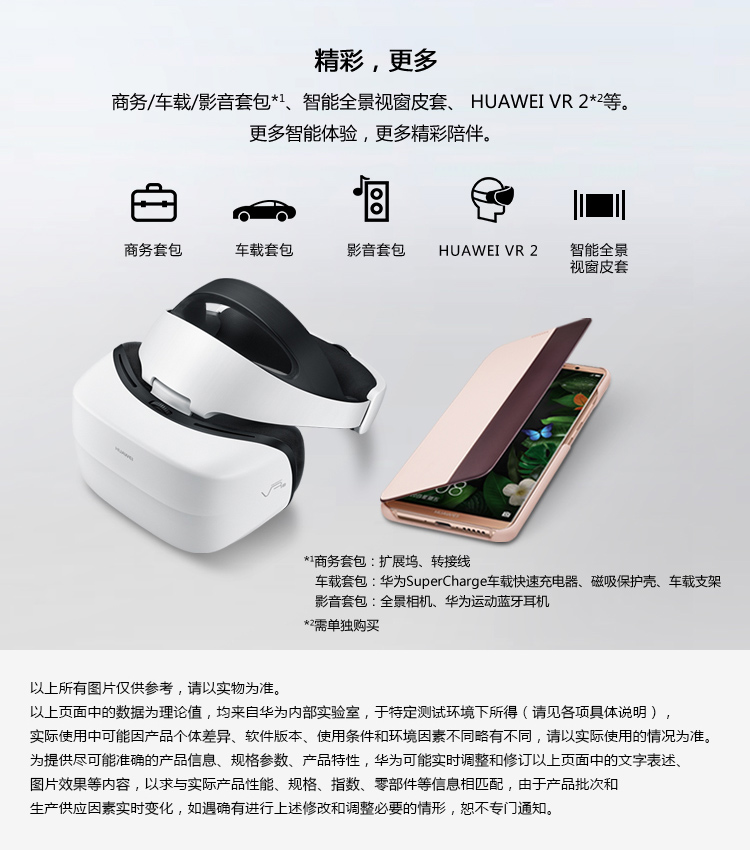 精彩，更多
商务/车载/影音套包*1、智能全景视窗皮套、 HUAWEI VR 2*2等。
更多智能体验，更多精彩陪伴。
商务套包
车载套包
影音套包
HUAWEI VR 2
智能全景
视窗皮套
HUAWEI
VR2
08
HUAWEI
*1商务套包：扩展坞、转接线
车载套包：华为SuperCharge车载快速充电器、磁吸保护壳、车载支架
影音套包：全景相机、华为运动蓝牙耳机
*2需单独购买
以上所有图片仅供参考，请以实物为准。
以上页面中的数据为理论值，均来自华为内部实验室，于特定测试环境下所得（请见各项具体说明），
实际使用中可能因产品个体差异、软件版本、使用条件和环境因素不同略有不同，请以实际使用的情况为准。
为提供尽可能准确的产品信息、规格参数、产品特性，华为可能实时调整和修订以上页面中的文字表述、
图片效果等内容，以求与实际产品性能、规格、指数、零部件等信息相匹配，由于产品批次和
生产供应因素实时变化，如遇确有进行上述修改和调整必要的情形，恕不专门通知。